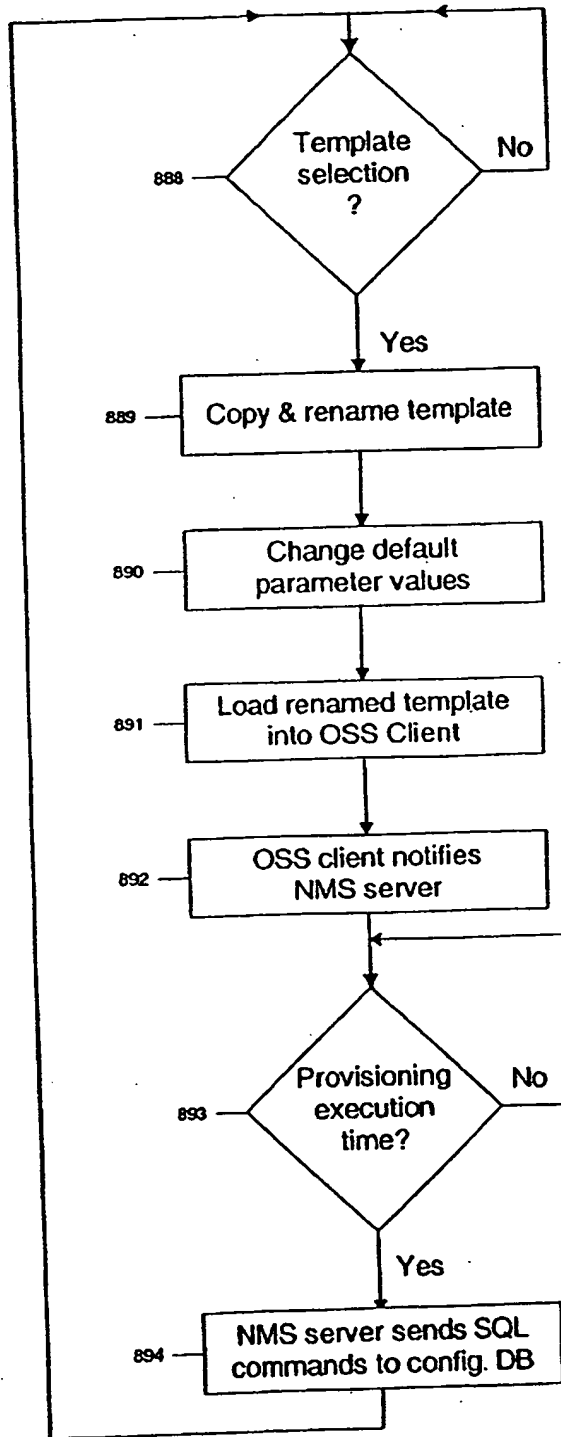 Template
selection
?
No
888
Yes
889
Copy & rename template
890
Change default
parameter values
891
Load renamed template
into OSS Client
892
OSS client notifies
NMS server
893
Provisioning
execution
time?
No
Yes
894
NMS server sends SQL
commands to config. DB